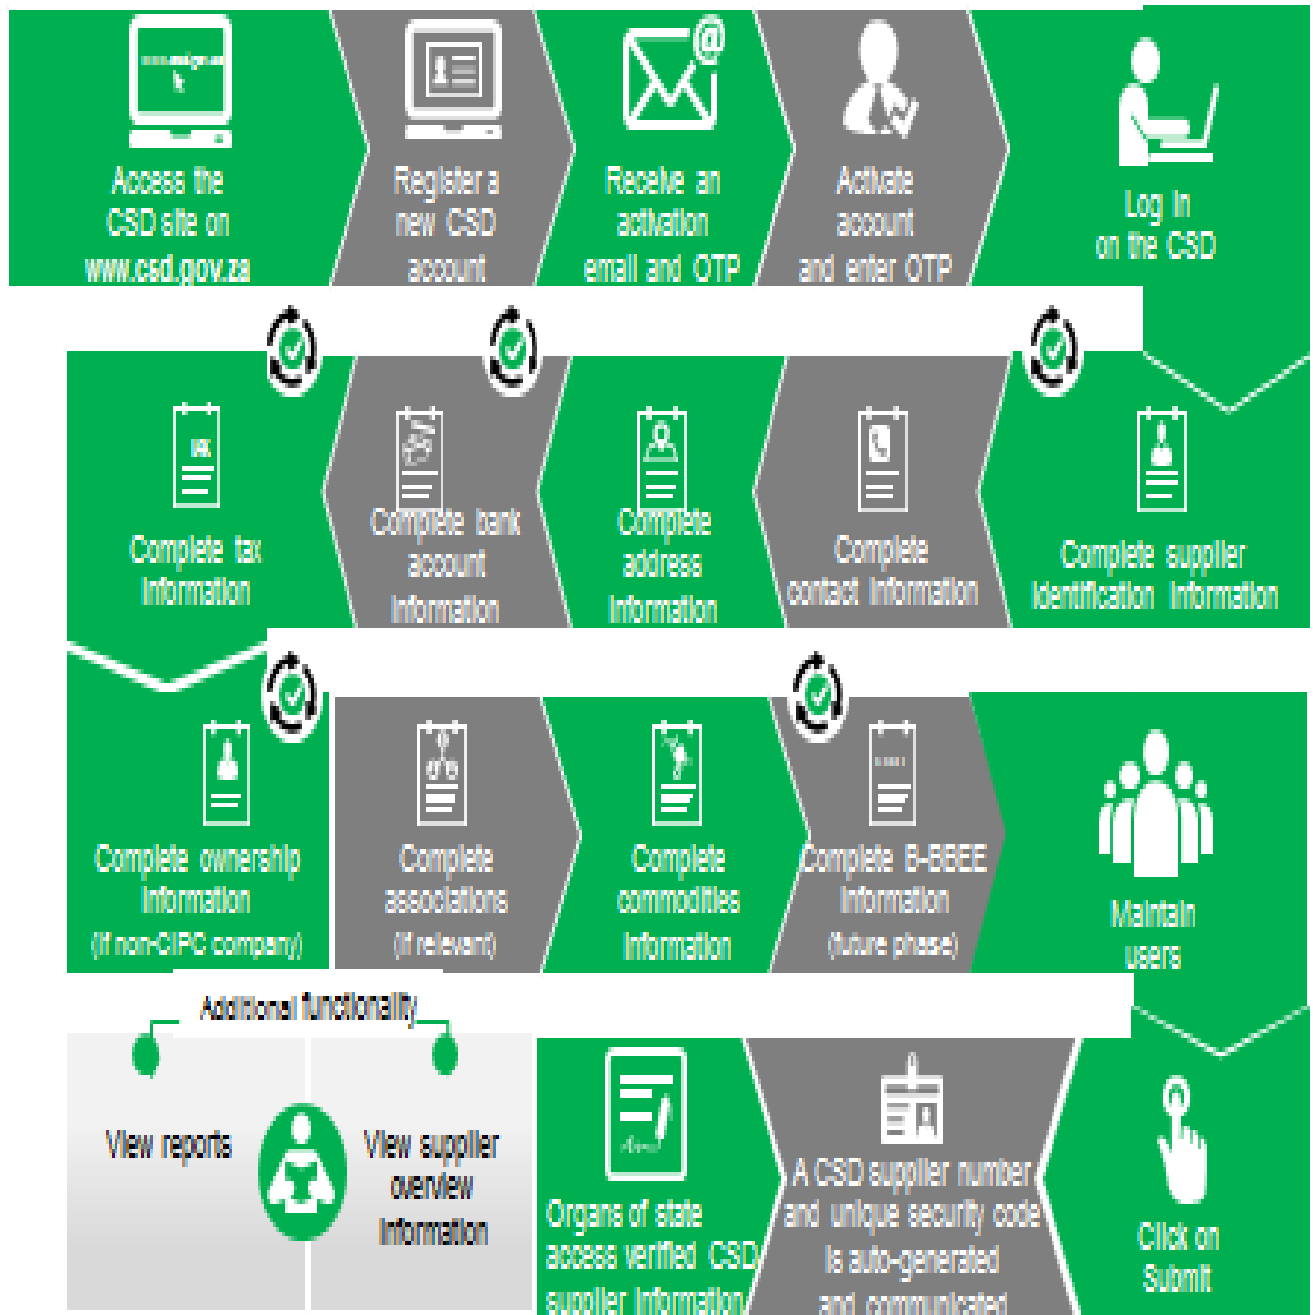 Access the
CSD site on
www.csd.gov.za
Register a
new CSD
account
Receive an
activation
email and OTP
Activate
account
and enter OTP
Log in
on the CSD
Complete supplier
identification information
Complete
contact information
Complete
address
information
Complete bank
account
information
TAX
Complete tax
information
Complete ownership
information
(if non-CIPC company)
Complete
associations
(if relevant)
Complete
commodities
information
Complete B-BBEE
information
(future phase)
Maintain
users
Click on
Submit
A CSD supplier number
and unique security code
is auto-generated
and communicated
Organs of state
access verified CSD
supplier information
Additional functionality
View reports
View supplier
overview
information